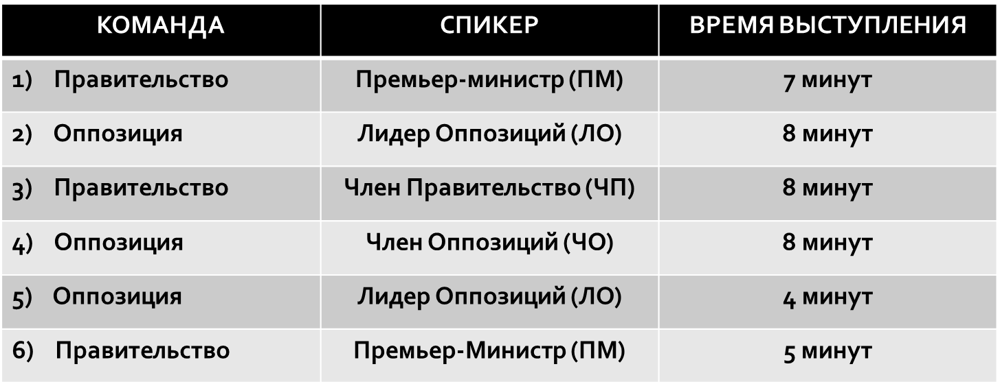 КОМАНДА СПИКЕР ВРЕМЯ ВЫСТУПЛЕНИЯ
1) Правительство Премьер-министр (ПМ) 7 минут
2) Оппозиция Лидер Оппозиций (ЛО) 8 минут
3) Правительство Член Правительство (ЧП) 8 минут
4) Оппозиция Член Оппозиций (ЧО) 8 минут
5) Оппозиция Лидер Оппозиций (ЛО) 4 минут
6) Правительство Премьер-Министр (ПМ) 5 минут